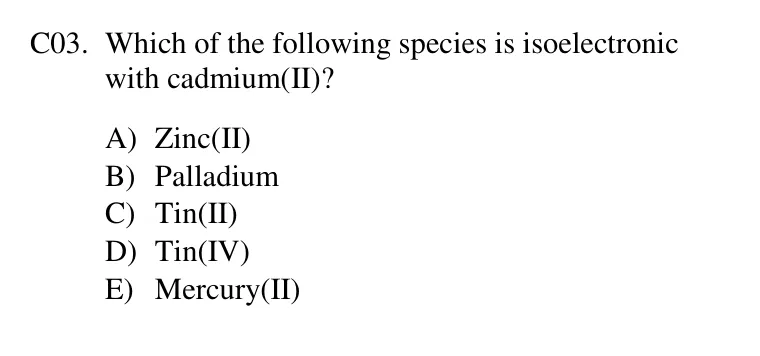 C03. Which of the following species is isoelectronic
with cadmium(II)?
A) Zinc(II)
B) Palladium
C) Tin(II)
D) Tin(IV)
E) Mercury(II)